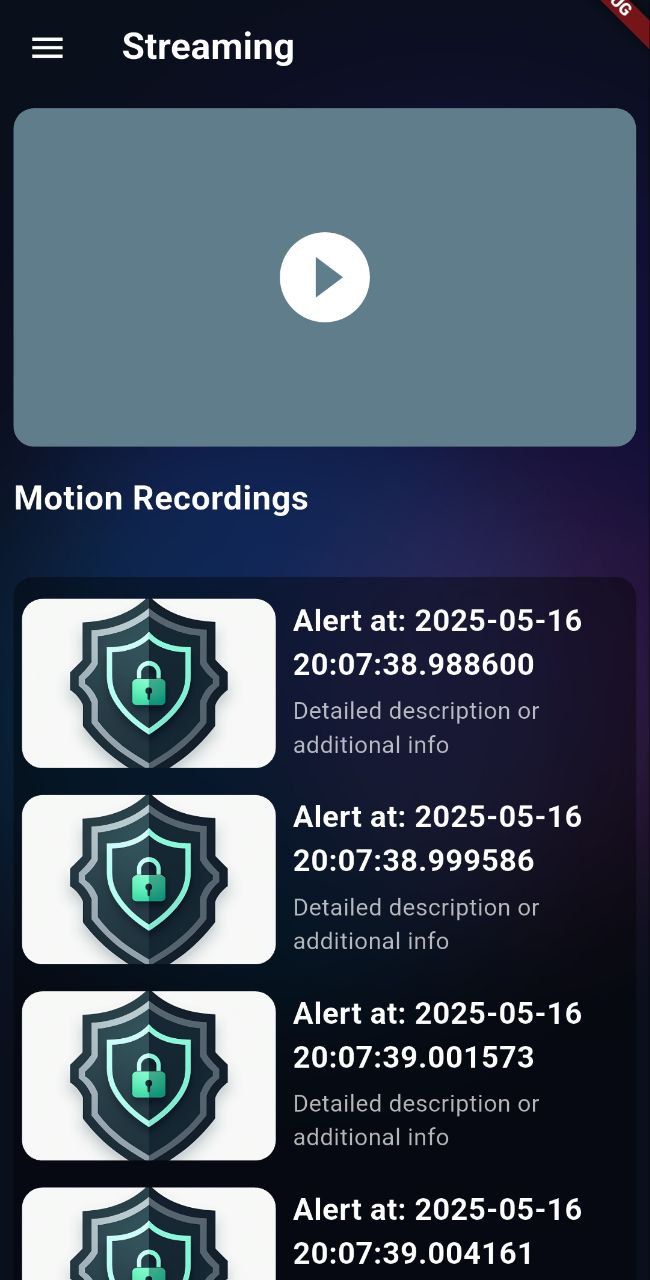 Streaming
UG
Motion Recordings
Alert at: 2025-05-16
20:07:38.988600
Detailed description or
additional info
Alert at: 2025-05-16
20:07:38.999586
Detailed description or
additional info
Alert at: 2025-05-16
20:07:39.001573
Detailed description or
additional info
Alert at: 2025-05-16
20:07:39.004161